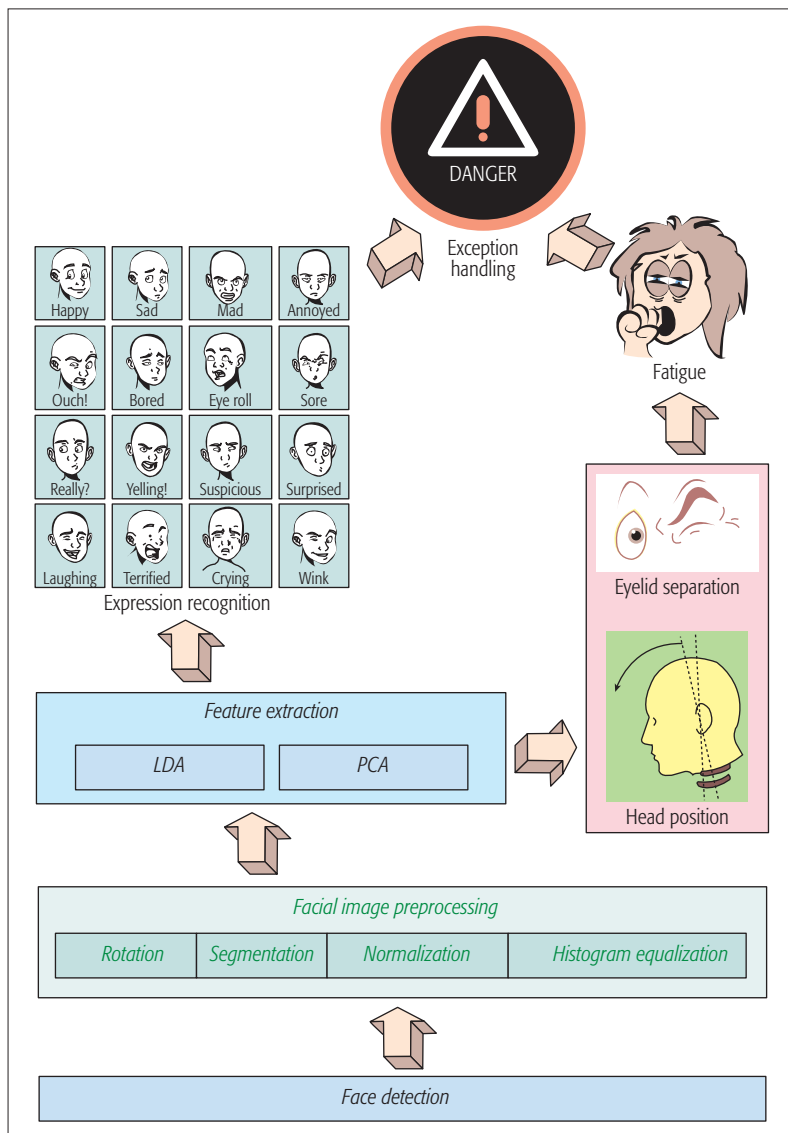 DANGER
Exception
handling
Happy
Sad
Mad
Annoyed
Ouch!
Bored
Eye roll
Sore
Really?
Yelling!
Suspicious
Surprised
Laughing
Terrified
Crying
Wink
Expression recognition
Fatigue
Eyelid separation
Head position
Feature extraction
LDA
PCA
Facial image preprocessing
Rotation
Segmentation
Normalization
Histogram equalization
Face detection